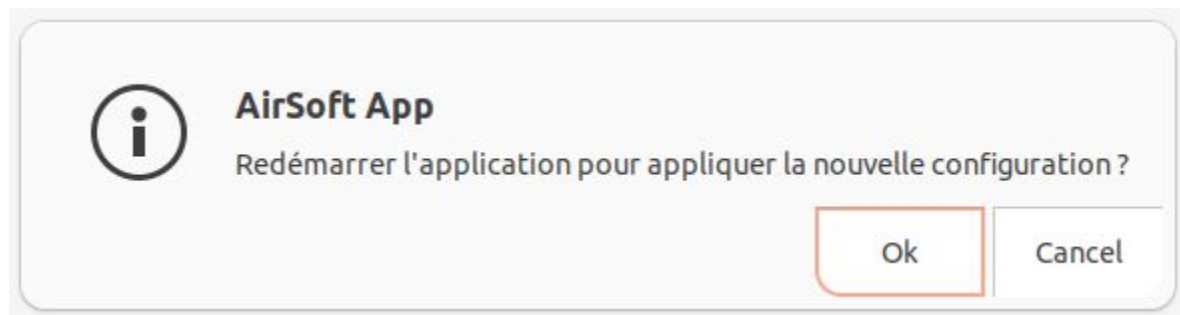 AirSoft App
Redémarrer l'application pour appliquer la nouvelle configuration ?
Ok
Cancel